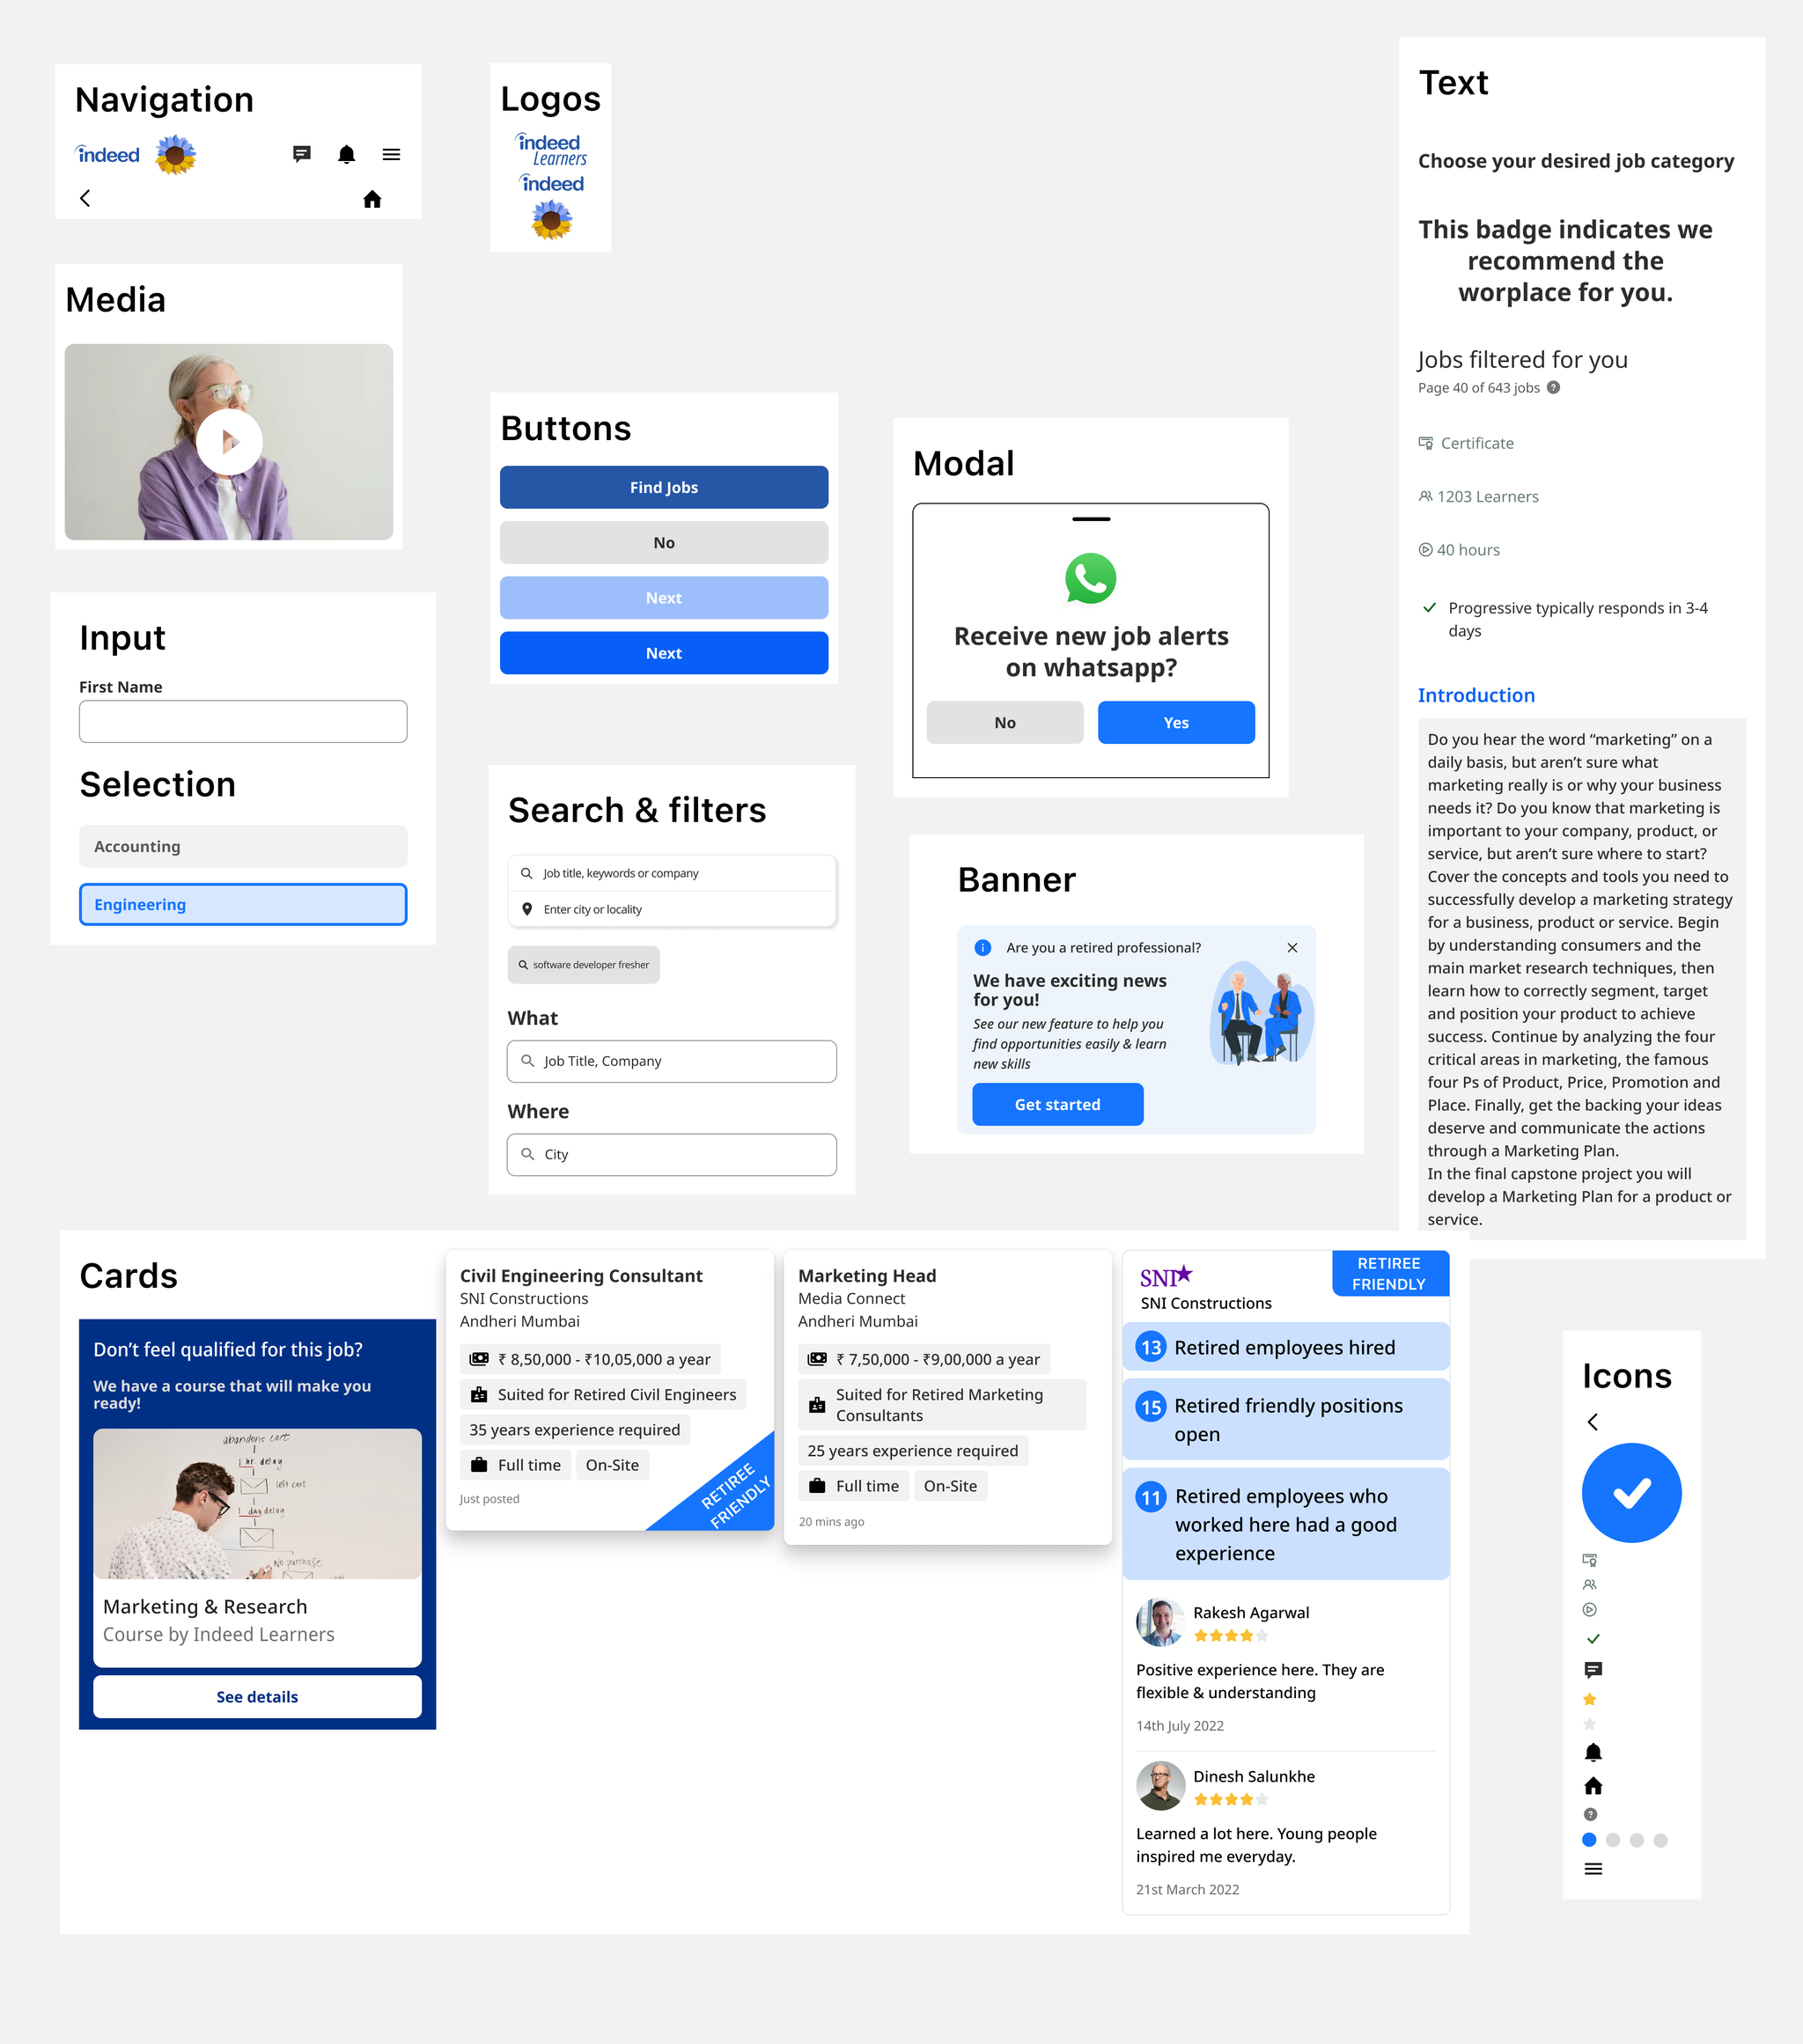 Navigation
indeed
Logos
indeed
Learners
indeed
Media
Input
First Name
Selection
Accounting
Engineering
Buttons
Find Jobs
No
Next
Next
Search & filters
Job title, keywords or company
Enter city or locality
software developer fresher
What
Job Title, Company
Where
City
Modal
Receive new job alerts
on whatsapp?
No
Yes
Banner
Are you a retired professional?
We have exciting news
for you!
See our new feature to help you
find opportunities easily & learn
new skills
Get started
Text
Choose your desired job category
This badge indicates we
recommend the
worplace for you.
Jobs filtered for you
Page 40 of 643 jobs ?
Certificate
1203 Learners
40 hours
Progressive typically responds in 3-4
days
Introduction
Do you hear the word “marketing” on a
daily basis, but aren’t sure what
marketing really is or why your business
needs it? Do you know that marketing is
important to your company, product, or
service, but aren’t sure where to start?
Cover the concepts and tools you need to
successfully develop a marketing strategy
for a business, product or service. Begin
by understanding consumers and the
main market research techniques, then
learn how to correctly segment, target
and position your product to achieve
success. Continue by analyzing the four
critical areas in marketing, the famous
four Ps of Product, Price, Promotion and
Place. Finally, get the backing your ideas
deserve and communicate the actions
through a Marketing Plan.
In the final capstone project you will
develop a Marketing Plan for a product or
service.
Cards
Don’t feel qualified for this job?
We have a course that will make you
ready!
abandone cart
1 hr delay
left cart
1 day delay
No purchase
Marketing & Research
Course by Indeed Learners
See details
Civil Engineering Consultant
SNI Constructions
Andheri Mumbai
₹ 8,50,000 - ₹10,05,000 a year
Suited for Retired Civil Engineers
35 years experience required
Full time
On-Site
Just posted
RETIREE
FRIENDLY
Marketing Head
Media Connect
Andheri Mumbai
₹ 7,50,000 - ₹9,00,000 a year
Suited for Retired Marketing
Consultants
25 years experience required
Full time
On-Site
20 mins ago
SNI
RETIREE
FRIENDLY
SNI Constructions
13 Retired employees hired
15 Retired friendly positions
open
11 Retired employees who
worked here had a good
experience
Rakesh Agarwal
Positive experience here. They are
flexible & understanding
14th July 2022
Dinesh Salunkhe
Learned a lot here. Young people
inspired me everyday.
21st March 2022
Icons
?